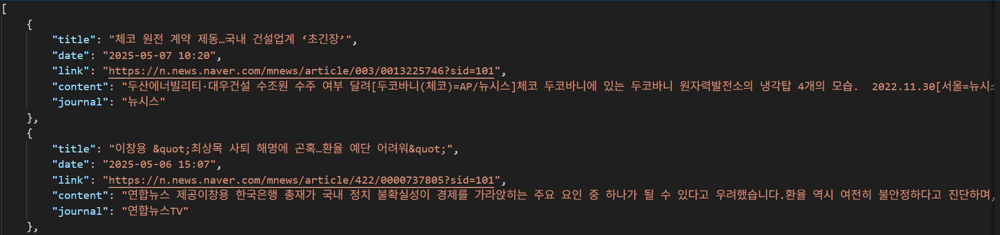 [
{
"title": "체코 원전 계약 제동…국내 건설업계 ‘초긴장’",
"date": "2025-05-07 10:20",
"link": "https://n.news.naver.com/mnews/article/003/0013225746?sid=101",
"content": "두산에너빌리티·대우건설 수조원 수주 여부 달려[두코바니(체코)=AP/뉴시스]체코 두코바니에 있는 두코바니 원자력발전소의 냉각탑 4개의 모습.  2022.11.30[서울=뉴시스
"journal": "뉴시스"
},
{
"title": "이창용 &quot;최상목 사퇴 해명에 곤혹…환율 예단 어려워&quot;",
"date": "2025-05-06 15:07",
"link": "https://n.news.naver.com/mnews/article/422/0000737805?sid=101",
"content": "연합뉴스 제공이창용 한국은행 총재가 국내 정치 불확실성이 경제를 가라앉히는 주요 요인 중 하나가 될 수 있다고 우려했습니다.환율 역시 여전히 불안정하다고 진단하며,
"journal": "연합뉴스TV"
},